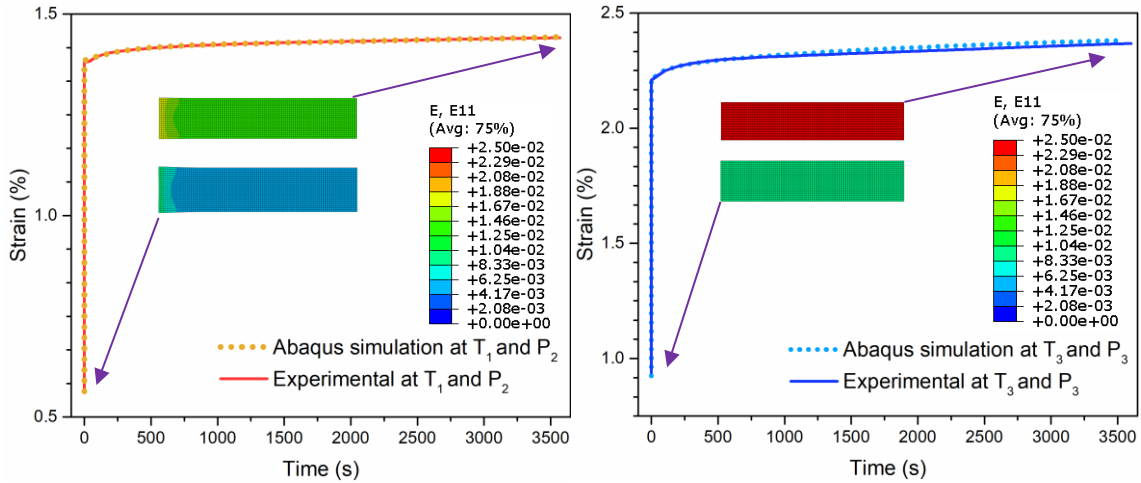 1.5
1.0
0.5
Strain (%)
E, E11
(Avg: 75%)
+2.50e-02
+2.29e-02
+2.08e-02
+1.88e-02
+1.67e-02
+1.46e-02
+1.25e-02
+1.04e-02
+8.33e-03
+6.25e-03
+4.17e-03
+2.08e-03
+0.00e+00
Abaqus simulation at T1 and P2
Experimental at T1 and P2
0 500 1000 1500 2000 2500 3000 3500
Time (s)
2.5
2.0
2.5
1.0
Strain (%)
E, E11
(Avg: 75%)
+2.50e-02
+2.29e-02
+2.08e-02
+1.88e-02
+1.67e-02
+1.46e-02
+1.25e-02
+1.04e-02
+8.33e-03
+6.25e-03
+4.17e-03
+2.08e-03
+0.00e+00
Abaqus simulation at T3 and P3
Experimental at T3 and P3
0 500 1000 1500 2000 2500 3000 3500
Time (s)